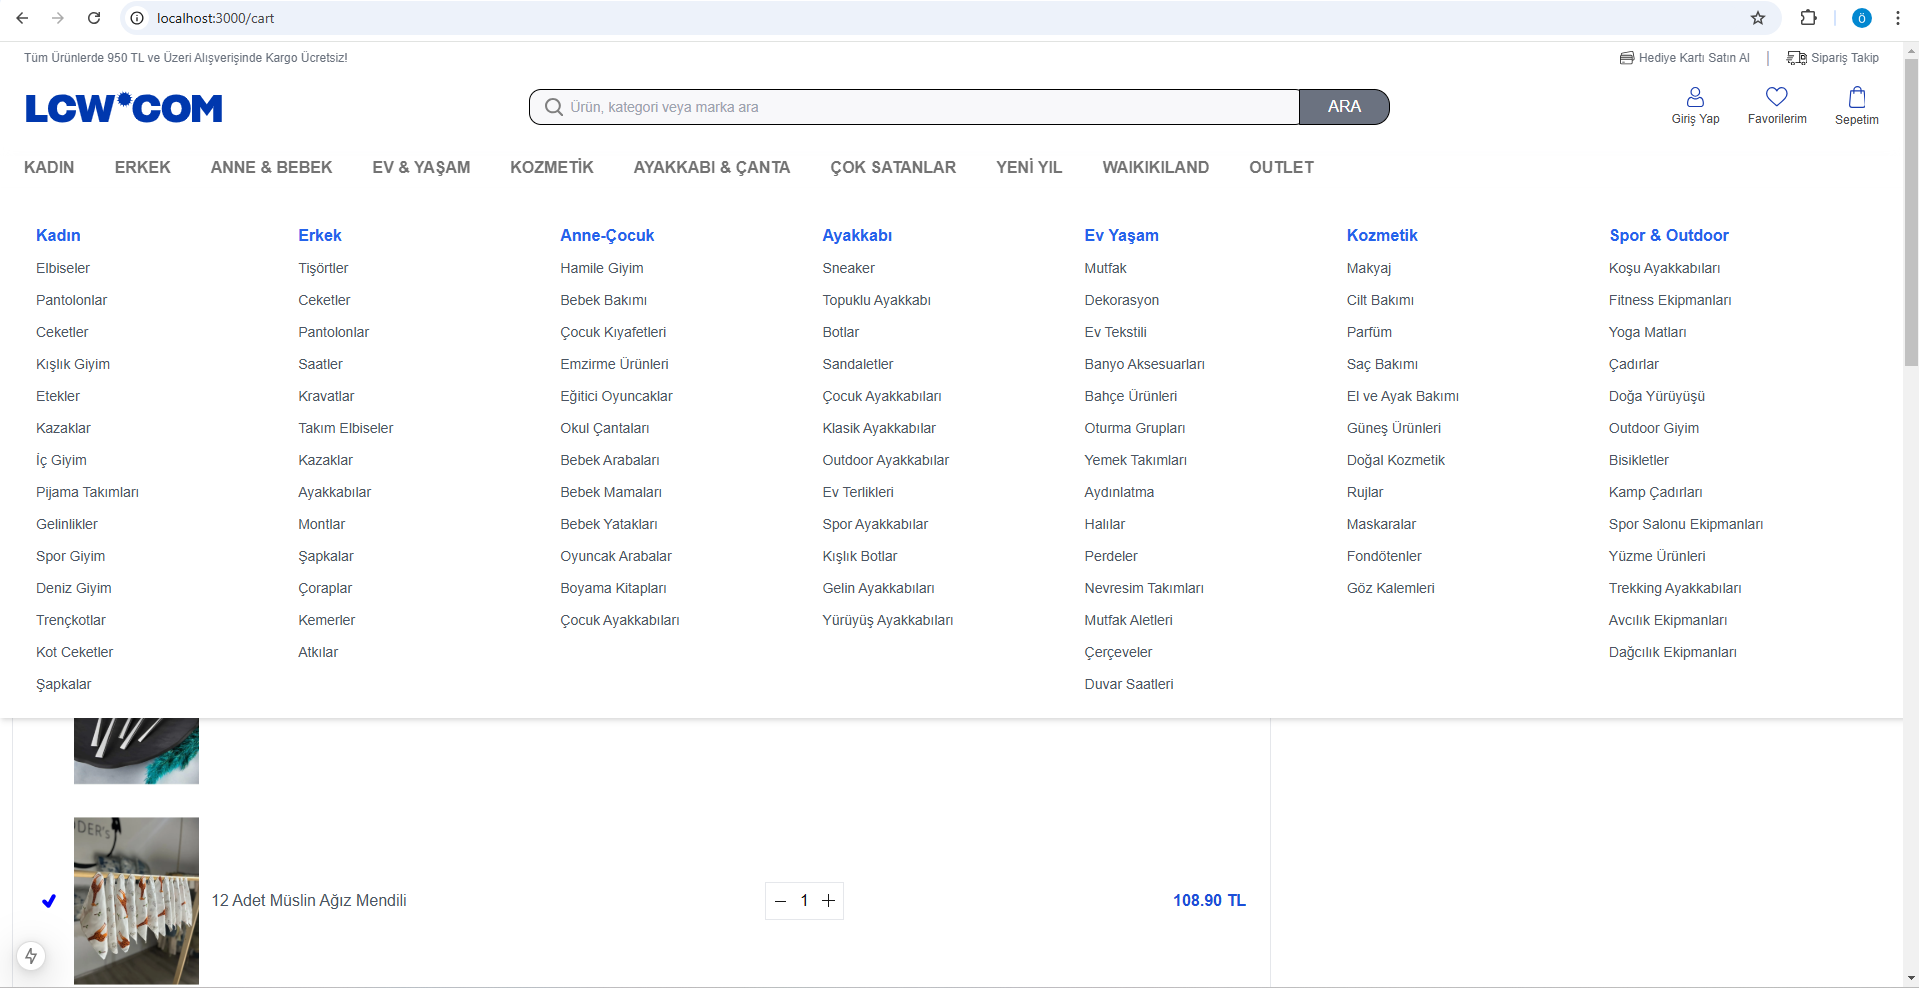 localhost:3000/cart
ö
Tüm Ürünlerde 950 TL ve Üzeri Alışverişinde Kargo Ücretsiz!
Hediye Kartı Satın Al | Sipariş Takip
LCW*COM
Ürün, kategori veya marka ara
ARA
Giriş Yap
Favorilerim
Sepetim
KADIN ERKEK ANNE & BEBEK EV & YAŞAM KOZMETİK AYAKKABI & ÇANTA ÇOK SATANLAR YENİ YIL WAIKIKILAND OUTLET
Kadın
Elbiseler
Pantolonlar
Ceketler
Kışlık Giyim
Etekler
Kazaklar
İç Giyim
Pijama Takımları
Gelinlikler
Spor Giyim
Deniz Giyim
Trençkotlar
Kot Ceketler
Şapkalar
Erkek
Tişörtler
Ceketler
Pantolonlar
Saatler
Kravatlar
Takım Elbiseler
Kazaklar
Ayakkabılar
Montlar
Şapkalar
Çoraplar
Kemerler
Atkılar
Anne-Çocuk
Hamile Giyim
Bebek Bakımı
Çocuk Kıyafetleri
Emzirme Ürünleri
Eğitici Oyuncaklar
Okul Çantaları
Bebek Arabaları
Bebek Mamaları
Bebek Yatakları
Oyuncak Arabalar
Boyama Kitapları
Çocuk Ayakkabıları
Ayakkabı
Sneaker
Topuklu Ayakkabı
Botlar
Sandaletler
Çocuk Ayakkabıları
Klasik Ayakkabılar
Outdoor Ayakkabılar
Ev Terlikleri
Spor Ayakkabılar
Kışlık Botlar
Gelin Ayakkabıları
Yürüyüş Ayakkabıları
Ev Yaşam
Mutfak
Dekorasyon
Ev Tekstili
Banyo Aksesuarları
Bahçe Ürünleri
Oturma Grupları
Yemek Takımları
Aydınlatma
Halılar
Perdeler
Nevresim Takımları
Mutfak Aletleri
Çerçeveler
Duvar Saatleri
Kozmetik
Makyaj
Cilt Bakımı
Parfüm
Saç Bakımı
El ve Ayak Bakımı
Güneş Ürünleri
Doğal Kozmetik
Rujlar
Maskaralar
Fondötenler
Göz Kalemleri
Spor & Outdoor
Koşu Ayakkabıları
Fitness Ekipmanları
Yoga Matları
Çadırlar
Doğa Yürüyüşü
Outdoor Giyim
Bisikletler
Kamp Çadırları
Spor Salonu Ekipmanları
Yüzme Ürünleri
Trekking Ayakkabıları
Avcılık Ekipmanları
Dağcılık Ekipmanları
12 Adet Müslin Ağız Mendili
1
108.90 TL